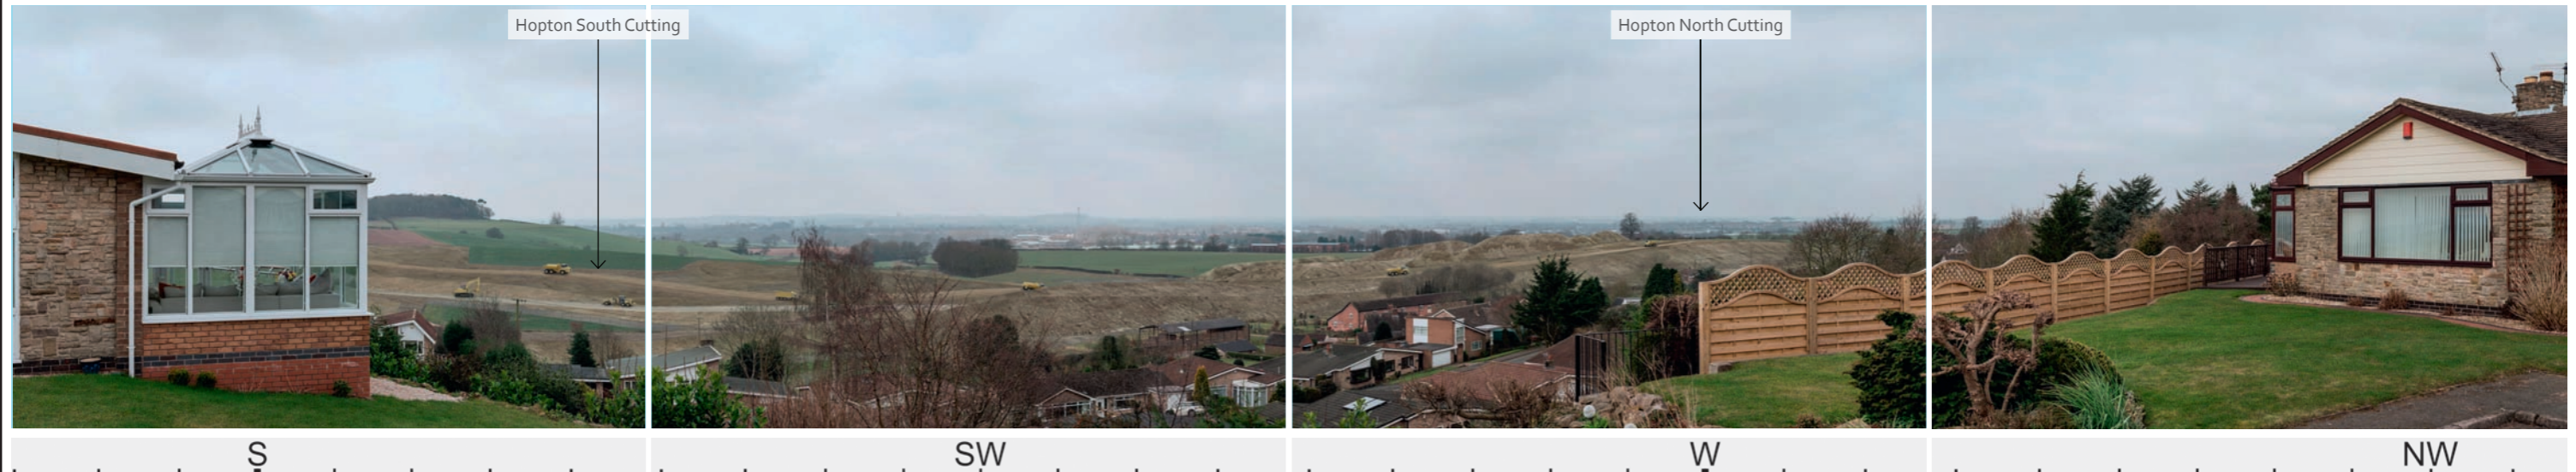 Hopton South Cutting
Hopton North Cutting
S
SW
W
NW